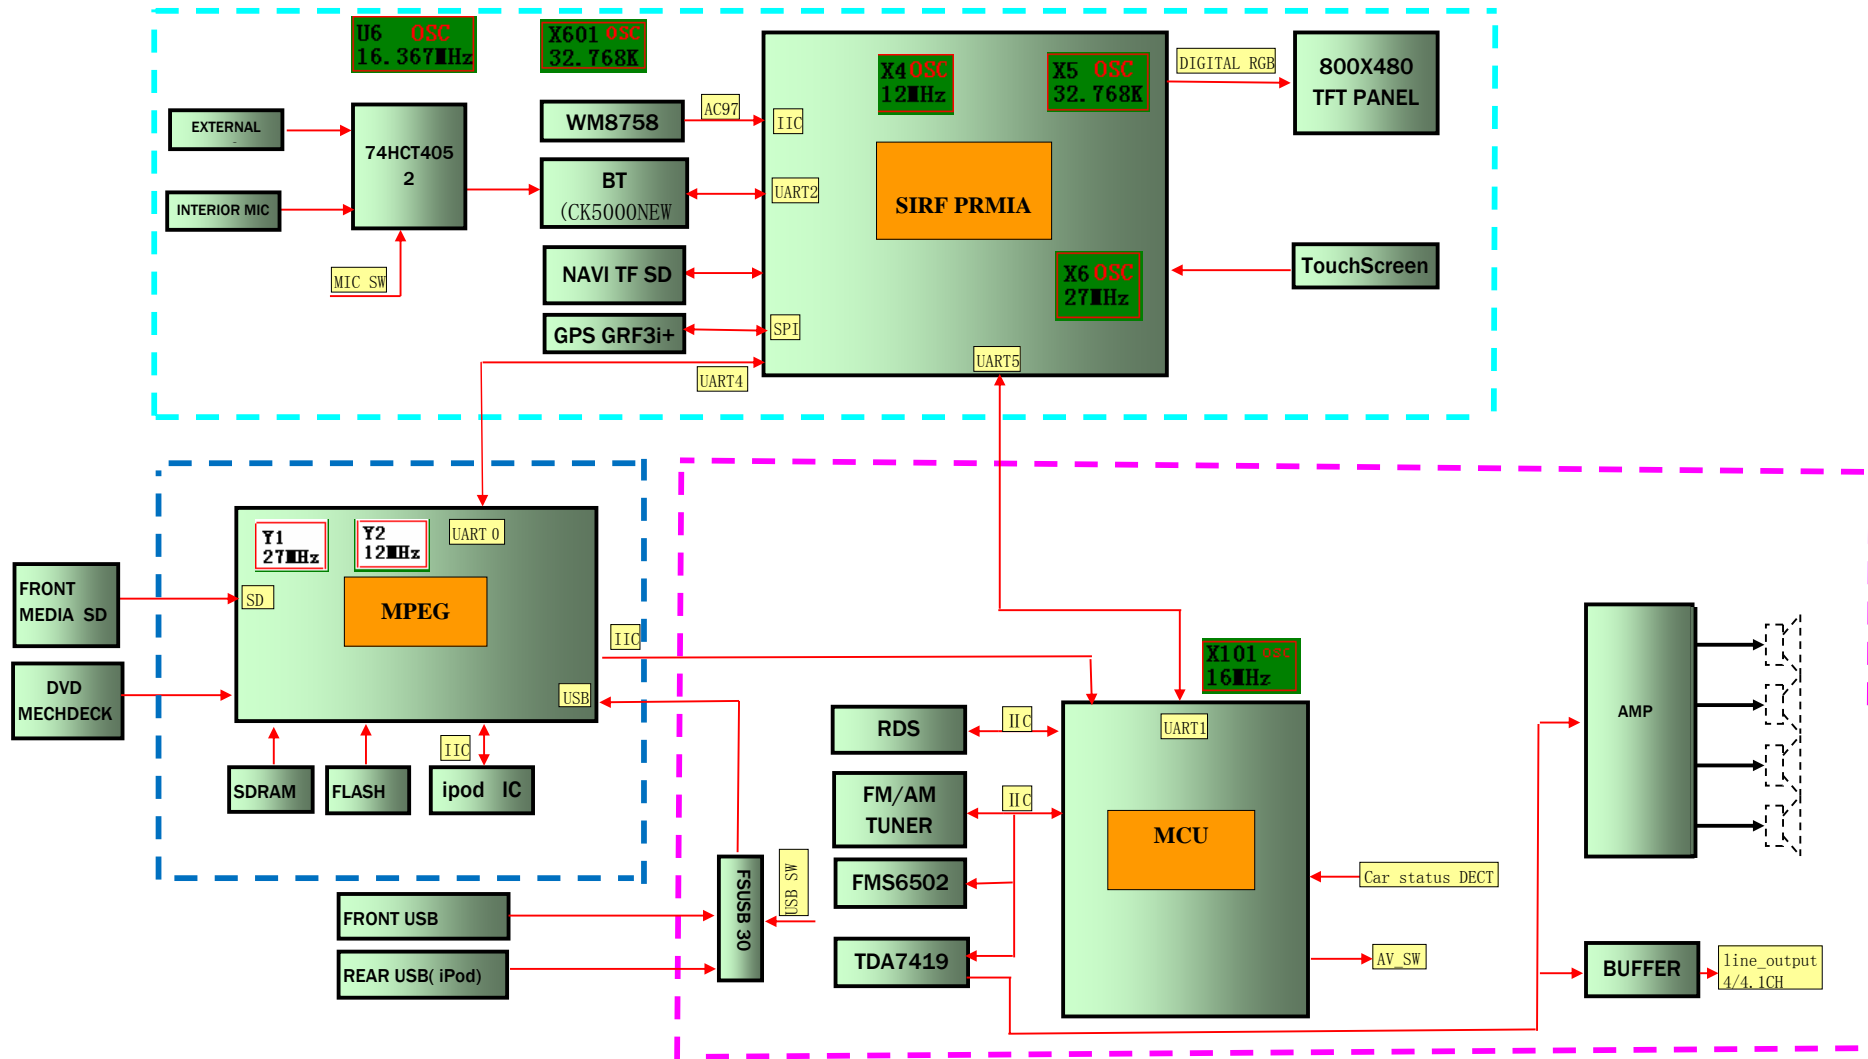 U6 OSC
16.367MHz
X601 OSC
32.768K
X4 OSC
12MHz
X5 OSC
32.768K
DIGITAL RGB
800X480
TFT PANEL
EXTERNAL
-
74HCT405
2
WM8758
AC97
IIC
INTERIOR MIC
BT
(CK5000NEW
UART2
SIRF PRMIA
MIC SW
NAVI TF SD
X6 OSC
27MHz
TouchScreen
GPS GRF3i+
SPI
UART4
UART5
Y1
27MHz
Y2
12MHz
UART 0
FRONT
MEDIA SD
SD
MPEG
IIC
DVD
MECHDECK
USB
X101 OSC
16MHz
UART1
RDS
IIC
AMP
IIC
SDRAM
FLASH
ipod IC
FM/AM
TUNER
IIC
MCU
FMS6502
Car status DECT
USB SW
FSUSB 30
FRONT USB
REAR USB( iPod)
TDA7419
AV_SW
BUFFER
line_output
4/4.1CH